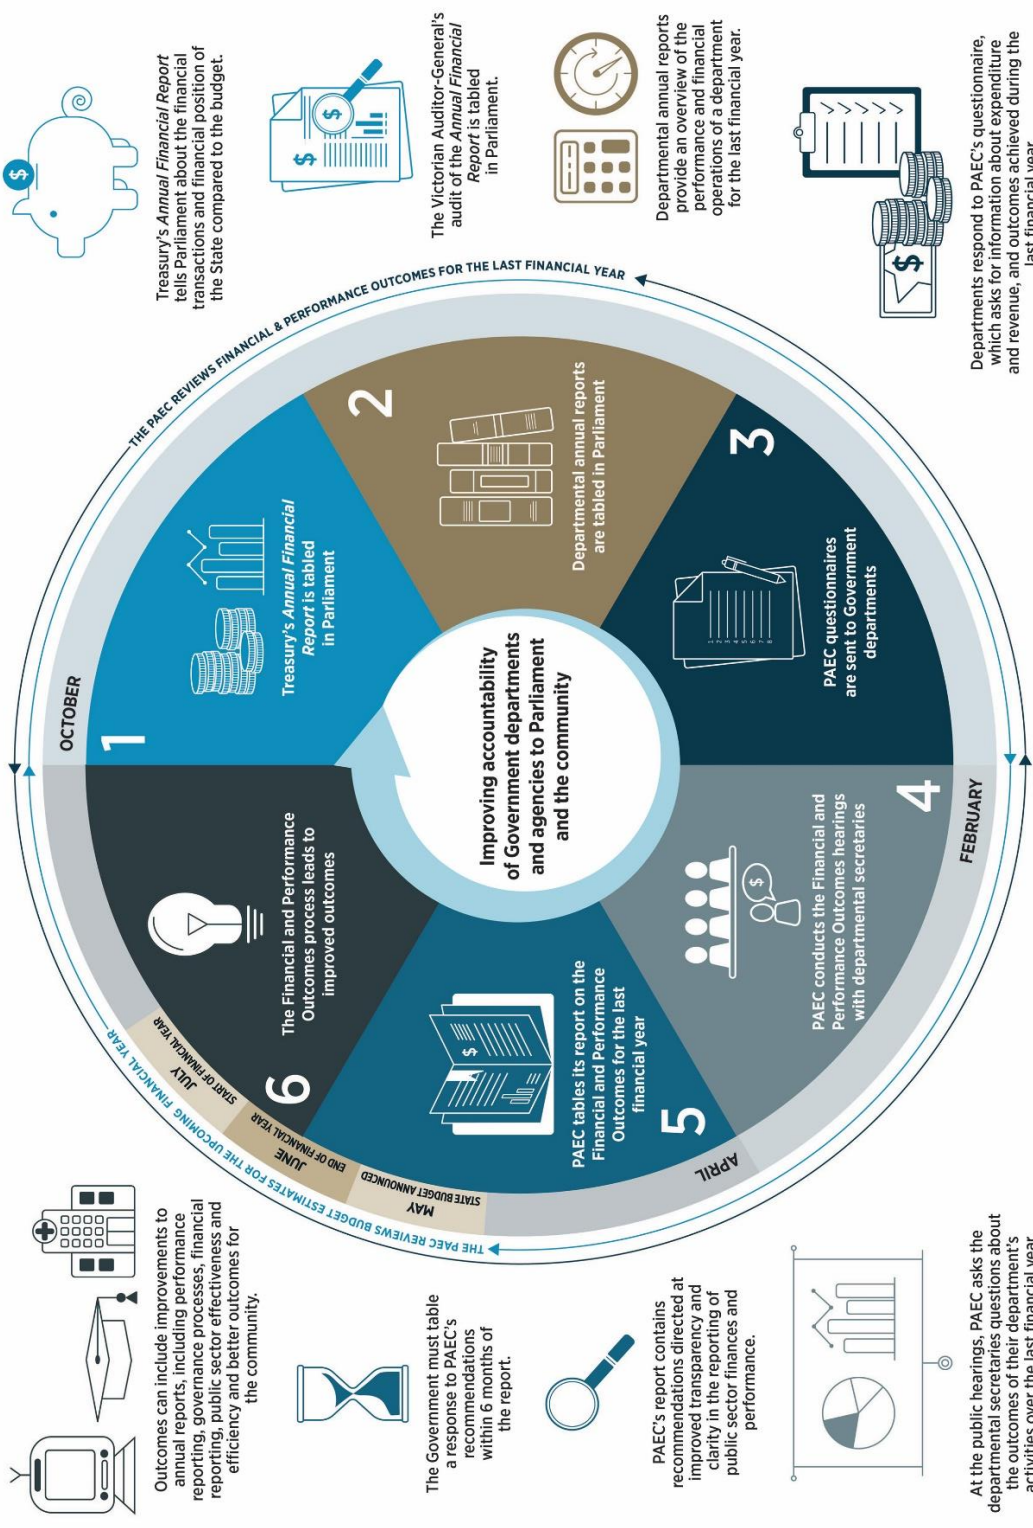 Treasury's Annual Financial Report
tells Parliament about the financial
transactions and financial position of
the State compared to the budget.
The Victorian Auditor-General's
audit of the Annual Financial
Report is tabled
in Parliament.
Departmental annual reports
provide an overview of the
performance and financial
operations of a department
for the last financial year.
Departments respond to PAEC's questionnaire,
which asks for information about expenditure
and revenue, and outcomes achieved during the
last financial year
THE PAEC REVIEWS FINANCIAL & PERFORMANCE OUTCOMES FOR THE LAST FINANCIAL YEAR
OCTOBER
1
Treasury's Annual Financial
Report is tabled
in Parliament
2
Departmental annual reports
are tabled in Parliament
3
PAEC questionnaires
are sent to Government
departments
FEBRUARY
4
PAEC conducts the Financial and
Performance Outcomes hearings
with departmental secretaries
APRIL
5
PAEC tables its report on the
Financial and Performance
Outcomes for the last
financial year
MAY
STATE BUDGET ANNOUNCED
JUNE
END OF FINANCIAL YEAR
JULY
START OF FINANCIAL YEAR
6
The Financial and Performance
Outcomes process leads to
improved outcomes
THE PAEC REVIEWS BUDGET ESTIMATES FOR THE UPCOMING FINANCIAL YEAR
Improving accountability
of Government departments
and agencies to Parliament
and the community
Outcomes can include improvements to
annual reports, including performance
reporting, governance processes, financial
reporting, public sector effectiveness and
efficiency and better outcomes for
the community.
The Government must table
a response to PAEC's
recommendations
within 6 months of
the report.
PAEC's report contains
recommendations directed at
improved transparency and
clarity in the reporting of
public sector finances and
performance.
At the public hearings, PAEC asks the
departmental secretaries questions about
the outcomes of their department's
activities over the last financial year